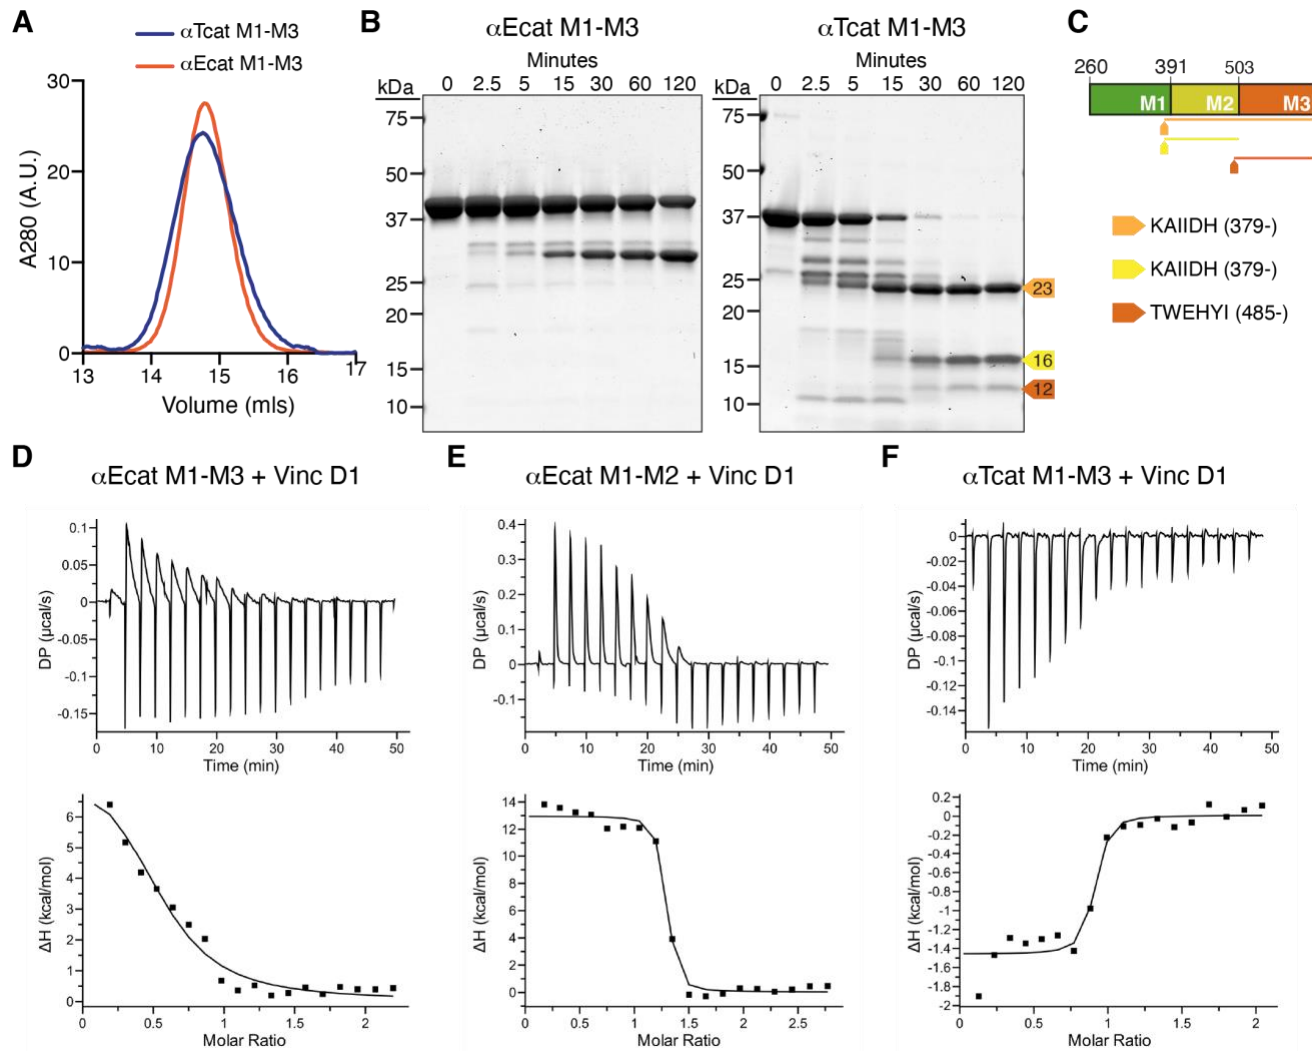 A
αTcat M1-M3
αEcat M1-M3
A280 (A.U.)
30
20
10
0
13 14 15 16 17
Volume (mls)
B
αEcat M1-M3
Minutes
kDa 0 2.5 5 15 30 60 120
75
50
37
25
20
15
10
αTcat M1-M3
Minutes
kDa 0 2.5 5 15 30 60 120
75
50
37
25
20
15
10
23
16
12
C
260 391 503
M1 M2 M3
KAIIDH (379-)
KAIIDH (379-)
TWEHYI (485-)
D
αEcat M1-M3 + Vinc D1
DP (µcal/s)
0.1
0.05
0
-0.05
-0.1
-0.15
0 10 20 30 40 50
Time (min)
ΔH (kcal/mol)
6
5
4
3
2
1
0
0 0.5 1 1.5 2
Molar Ratio
E
αEcat M1-M2 + Vinc D1
DP (µcal/s)
0.4
0.3
0.2
0.1
0
-0.1
0 10 20 30 40 50
Time (min)
ΔH (kcal/mol)
14
12
10
8
6
4
2
0
0 0.5 1 1.5 2 2.5
Molar Ratio
F
αTcat M1-M3 + Vinc D1
DP (µcal/s)
0
-0.02
-0.04
-0.06
-0.08
-0.1
-0.12
-0.14
0 10 20 30 40 50
Time (min)
ΔH (kcal/mol)
0.2
0
-0.2
-0.4
-0.6
-0.8
-1
-1.2
-1.4
-1.6
-1.8
-2
0 0.5 1 1.5 2
Molar Ratio